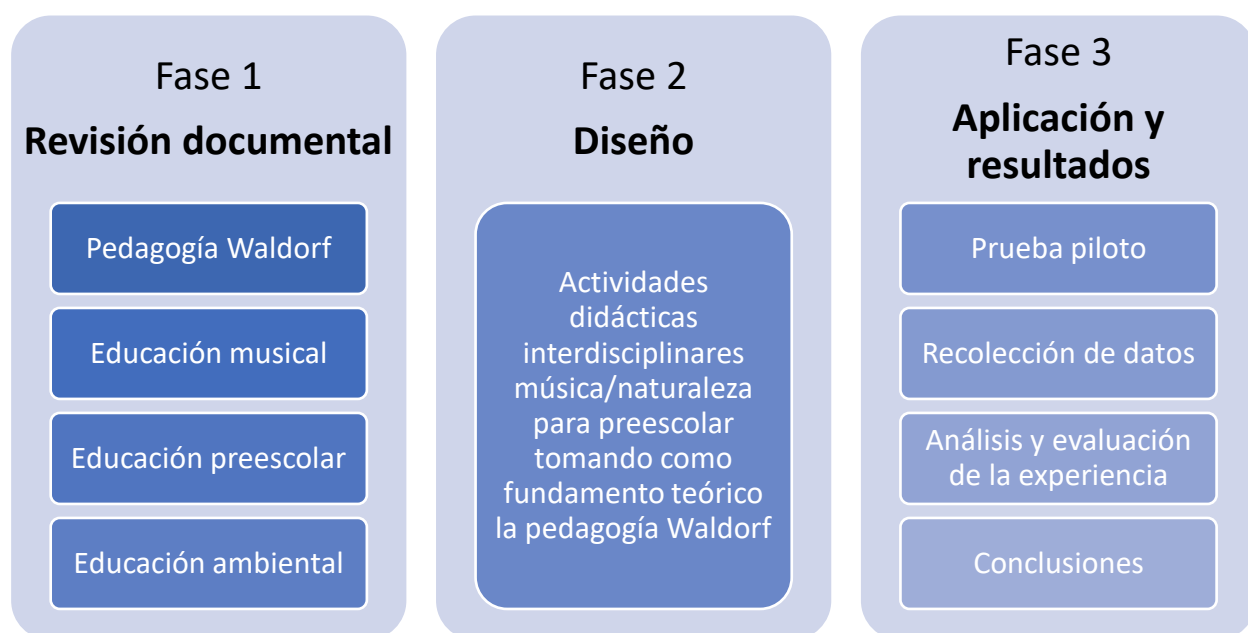 Fase 1
Revisión documental
Pedagogía Waldorf
Educación musical
Educación preescolar
Educación ambiental
Fase 2
Diseño
Actividades
didácticas
interdisciplinares
música/naturaleza
para preescolar
tomando como
fundamento teórico
la pedagogía Waldorf
Fase 3
Aplicación y
resultados
Prueba piloto
Recolección de datos
Análisis y evaluación
de la experiencia
Conclusiones